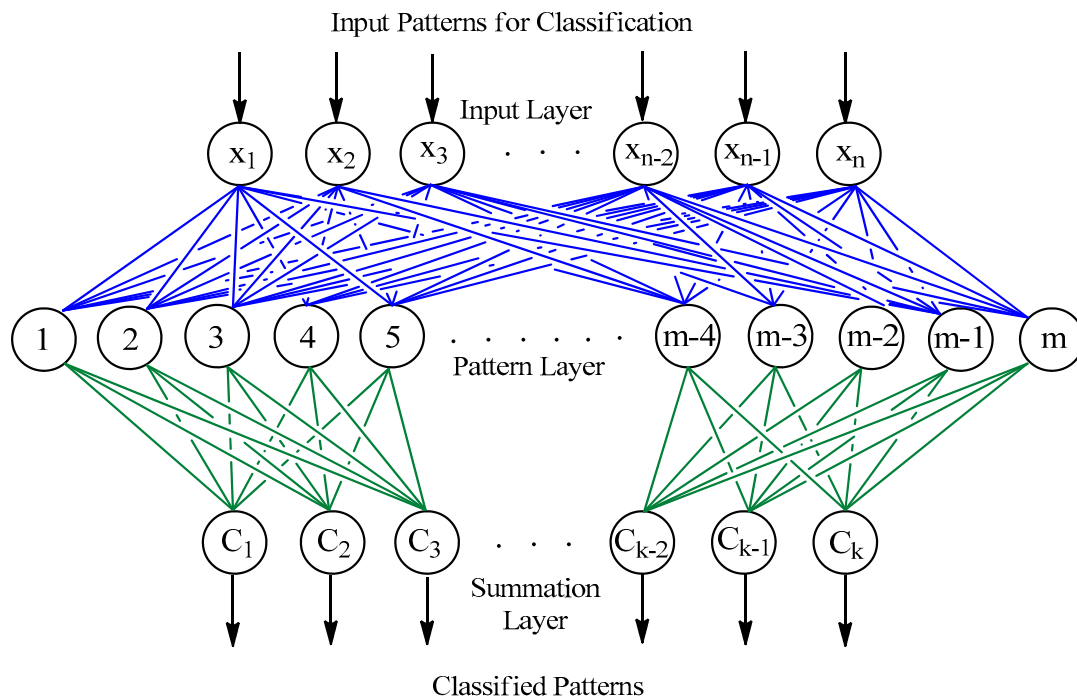 Input Patterns for Classification
Input Layer
x1 x2 x3 . . . xn-2 xn-1 xn
1 2 3 4 5 . . . . . . m-4 m-3 m-2 m-1 m
Pattern Layer
C1 C2 C3 . . . Ck-2 Ck-1 Ck
Summation
Layer
Classified Patterns